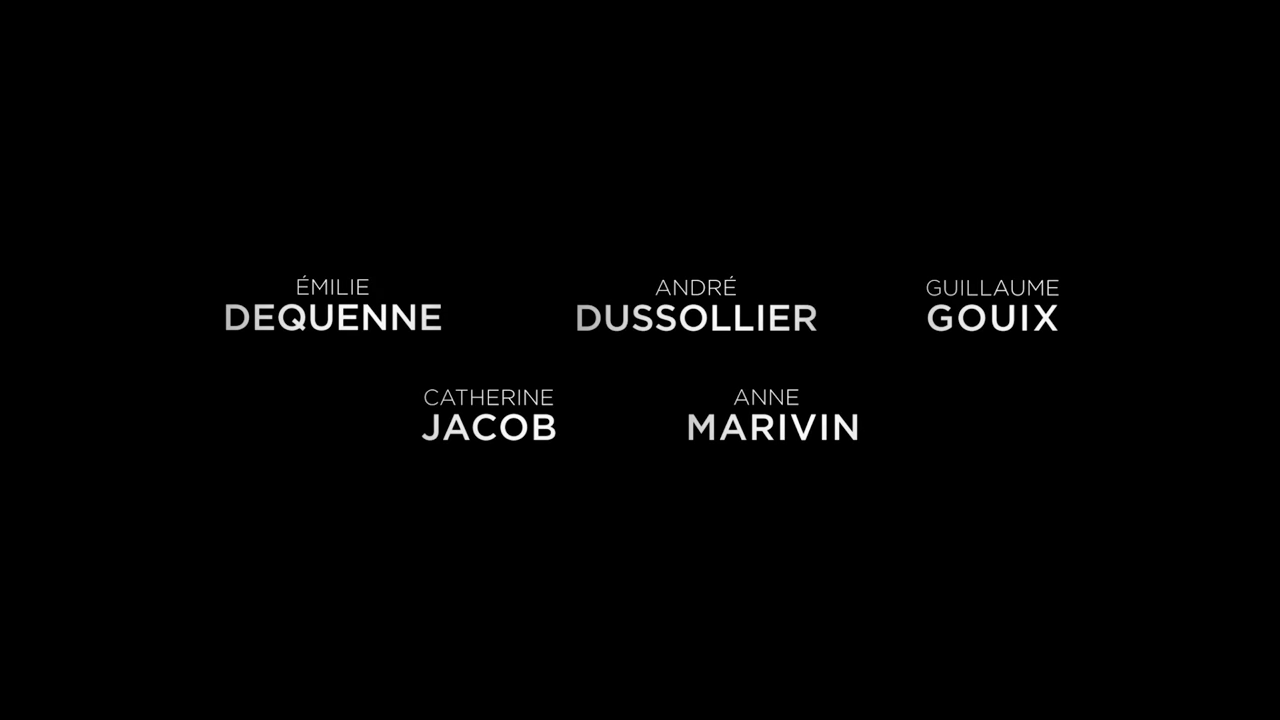 ÉMILIE
DEQUENNE
ANDRÉ
DUSSOLLIER
GUILLAUME
GOUIX
CATHERINE
JACOB
ANNE
MARIVIN